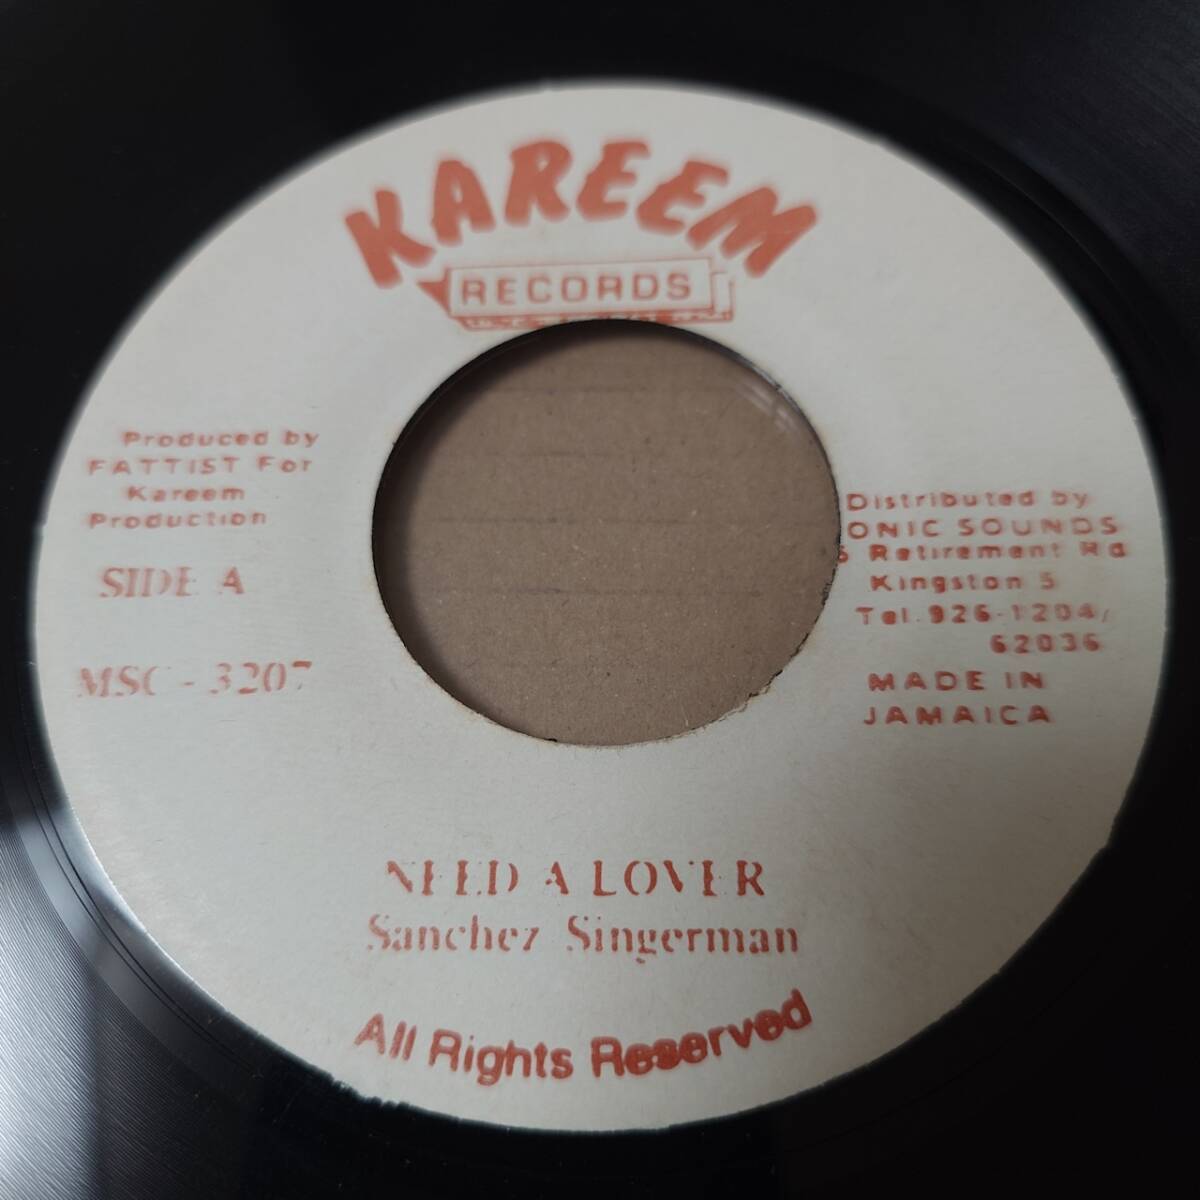 KAREEM
RECORDS
Produced by
FATTIST For
Kareem
Production
SIDE A
MSC - 3207
Distributed by
ONIC SOUNDS
Retirement Rd
Kingston 5
Tel. 926-1204/
62036
MADE IN
JAMAICA
NEED A LOVER
Sanchez Singerman
All Rights Reserved